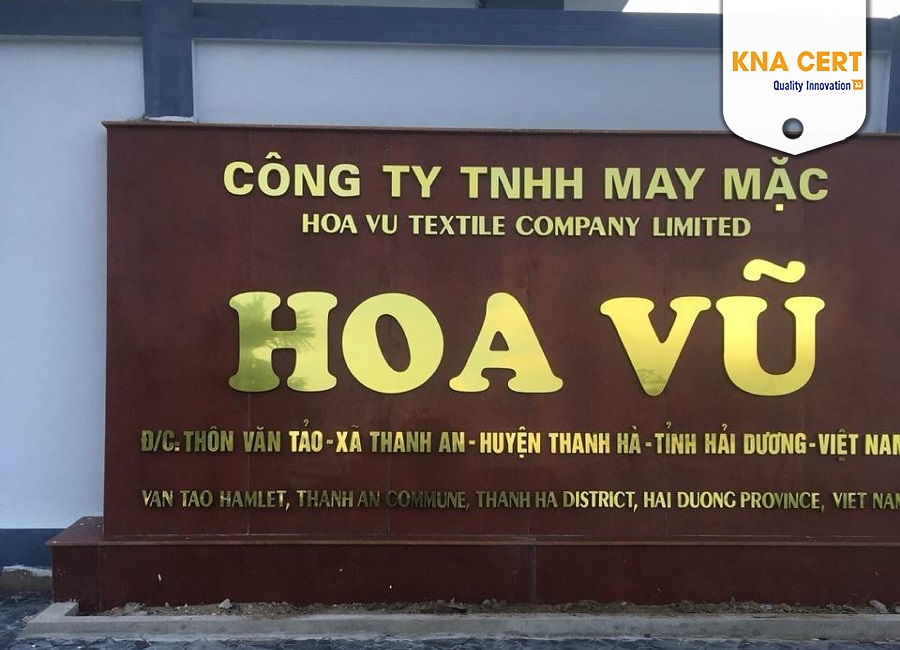 KNA CERT
Quality Innovation
CÔNG TY TNHH MAY MẶC
HOA VU TEXTILE COMPANY LIMITED
HOA VŨ
Đ/C: THÔN VĂN TẢO - XÃ THANH AN - HUYỆN THANH HÀ - TỈNH HẢI DƯƠNG - VIỆT NAM
VAN TAO HAMLET, THANH AN COMMUNE, THANH HA DISTRICT, HAI DUONG PROVINCE, VIET NAM